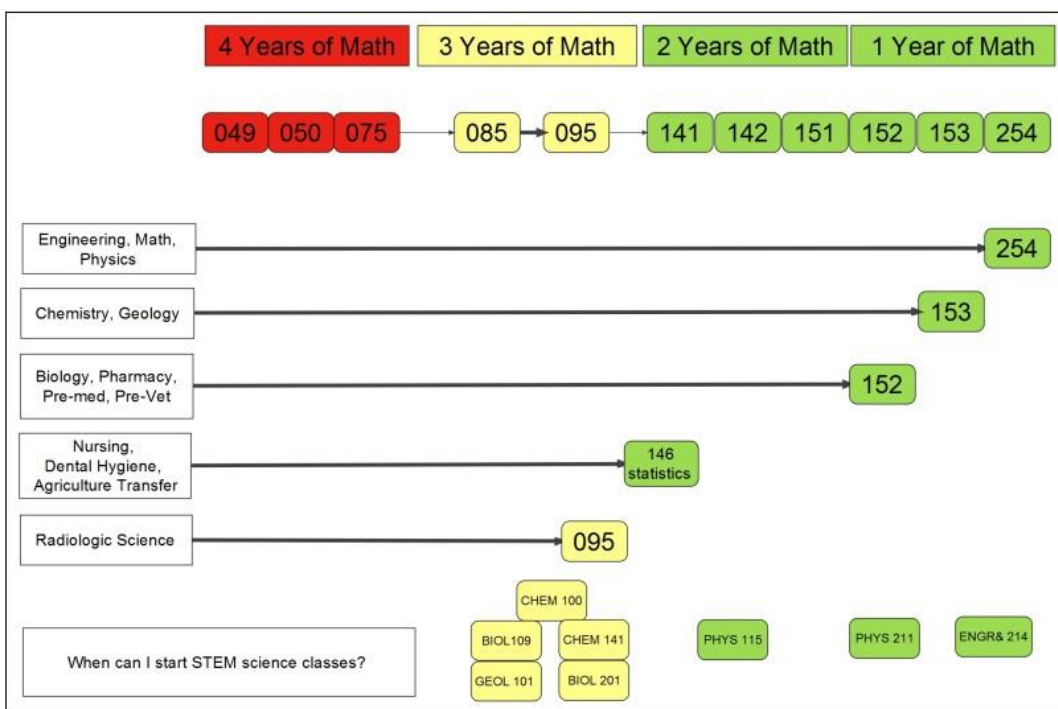 4 Years of Math
3 Years of Math
2 Years of Math
1 Year of Math
049
050
075
085
095
141
142
151
152
153
254
Engineering, Math,
Physics
254
Chemistry, Geology
153
Biology, Pharmacy,
Pre-med, Pre-Vet
152
Nursing,
Dental Hygiene,
Agriculture Transfer
146
statistics
Radiologic Science
095
When can I start STEM science classes?
CHEM 100
BIOL109
CHEM 141
GEOL 101
BIOL 201
PHYS 115
PHYS 211
ENGR& 214